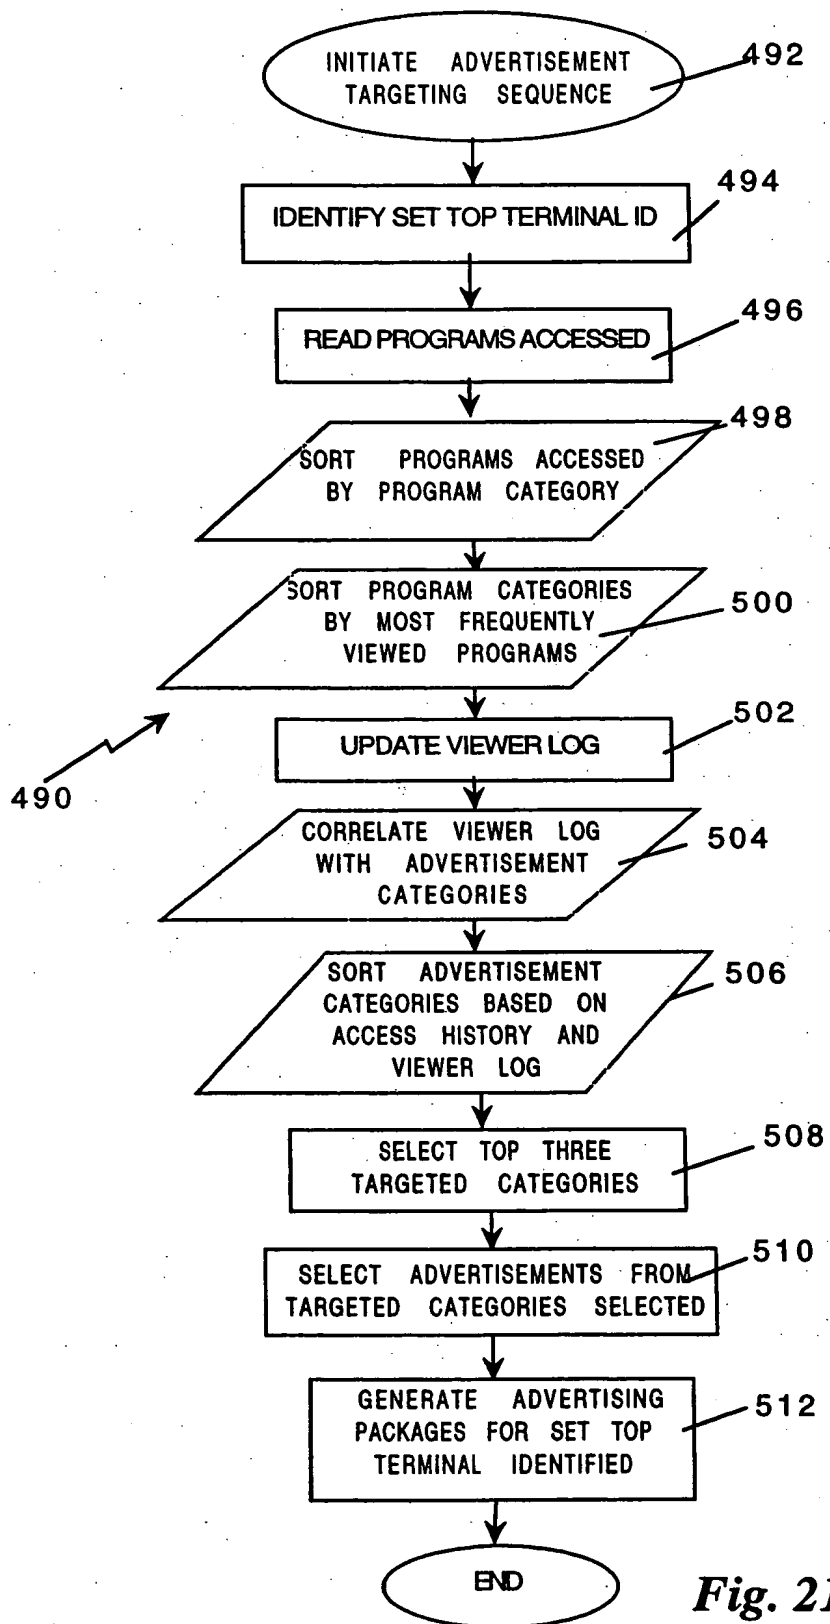 INITIATE ADVERTISEMENT
TARGETING SEQUENCE
492
IDENTIFY SET TOP TERMINAL ID
494
READ PROGRAMS ACCESSED
496
SORT PROGRAMS ACCESSED
BY PROGRAM CATEGORY
498
SORT PROGRAM CATEGORIES
BY MOST FREQUENTLY
VIEWED PROGRAMS
500
UPDATE VIEWER LOG
502
490
CORRELATE VIEWER LOG
WITH ADVERTISEMENT
CATEGORIES
504
SORT ADVERTISEMENT
CATEGORIES BASED ON
ACCESS HISTORY AND
VIEWER LOG
506
SELECT TOP THREE
TARGETED CATEGORIES
508
SELECT ADVERTISEMENTS FROM
TARGETED CATEGORIES SELECTED
510
GENERATE ADVERTISING
PACKAGES FOR SET TOP
TERMINAL IDENTIFIED
512
END
Fig. 21